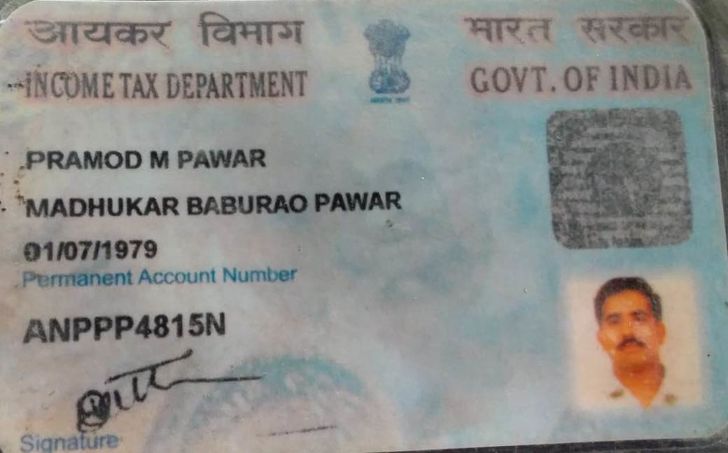 आयकर विभाग
भारत सरकार
INCOME TAX DEPARTMENT
GOVT. OF INDIA
PRAMOD M PAWAR
MADHUKAR BABURAO PAWAR
01/07/1979
Permanent Account Number
ANPPP4815N
Signature